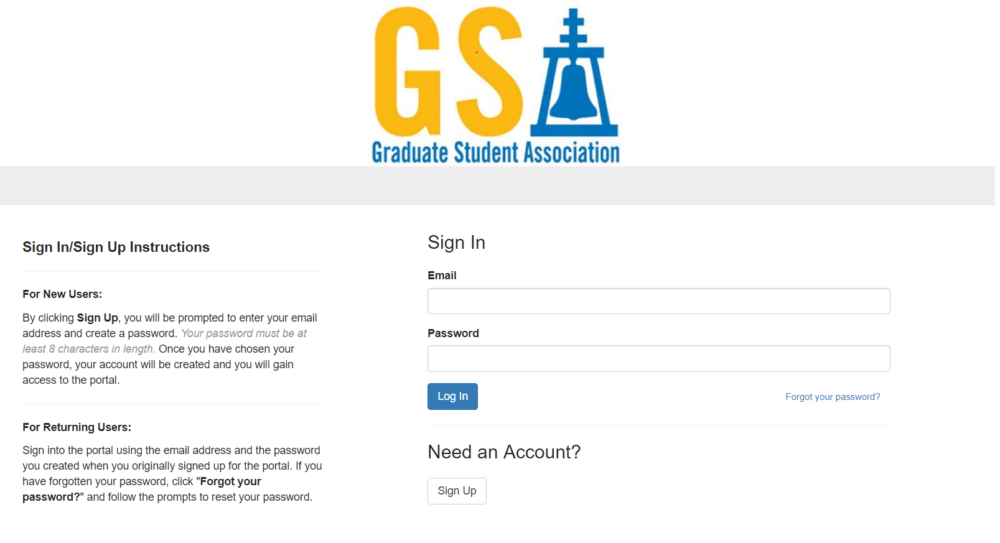 GSA
Graduate Student Association
Sign In/Sign Up Instructions
For New Users:
By clicking Sign Up, you will be prompted to enter your email
address and create a password. Your password must be at
least 8 characters in length. Once you have chosen your
password, your account will be created and you will gain
access to the portal.
For Returning Users:
Sign into the portal using the email address and the password
you created when you originally signed up for the portal. If you
have forgotten your password, click "Forgot your
password?" and follow the prompts to reset your password.
Sign In
Email
Password
Log In
Forgot your password?
Need an Account?
Sign Up